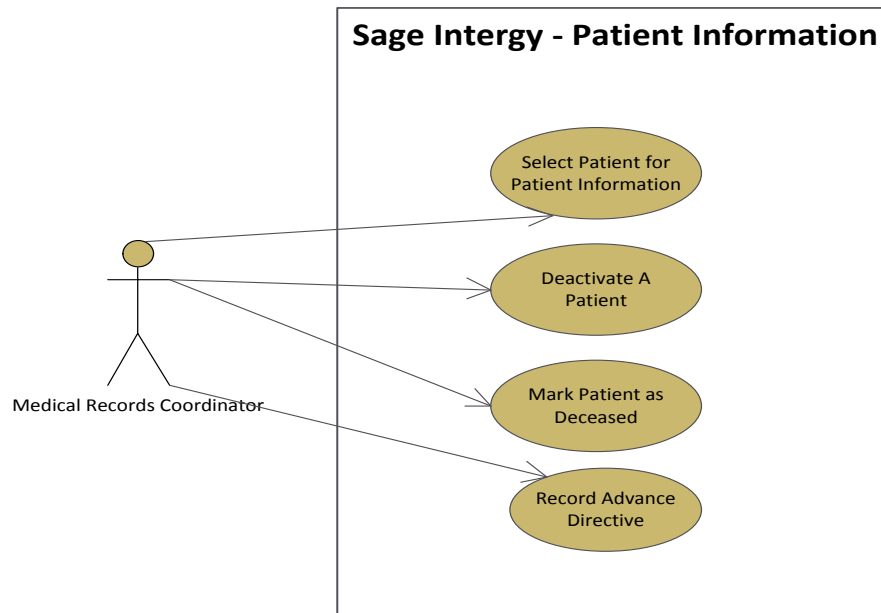 Sage Intergy - Patient Information
Select Patient for
Patient Information
Deactivate A
Patient
Medical Records Coordinator
Mark Patient as
Deceased
Record Advance
Directive